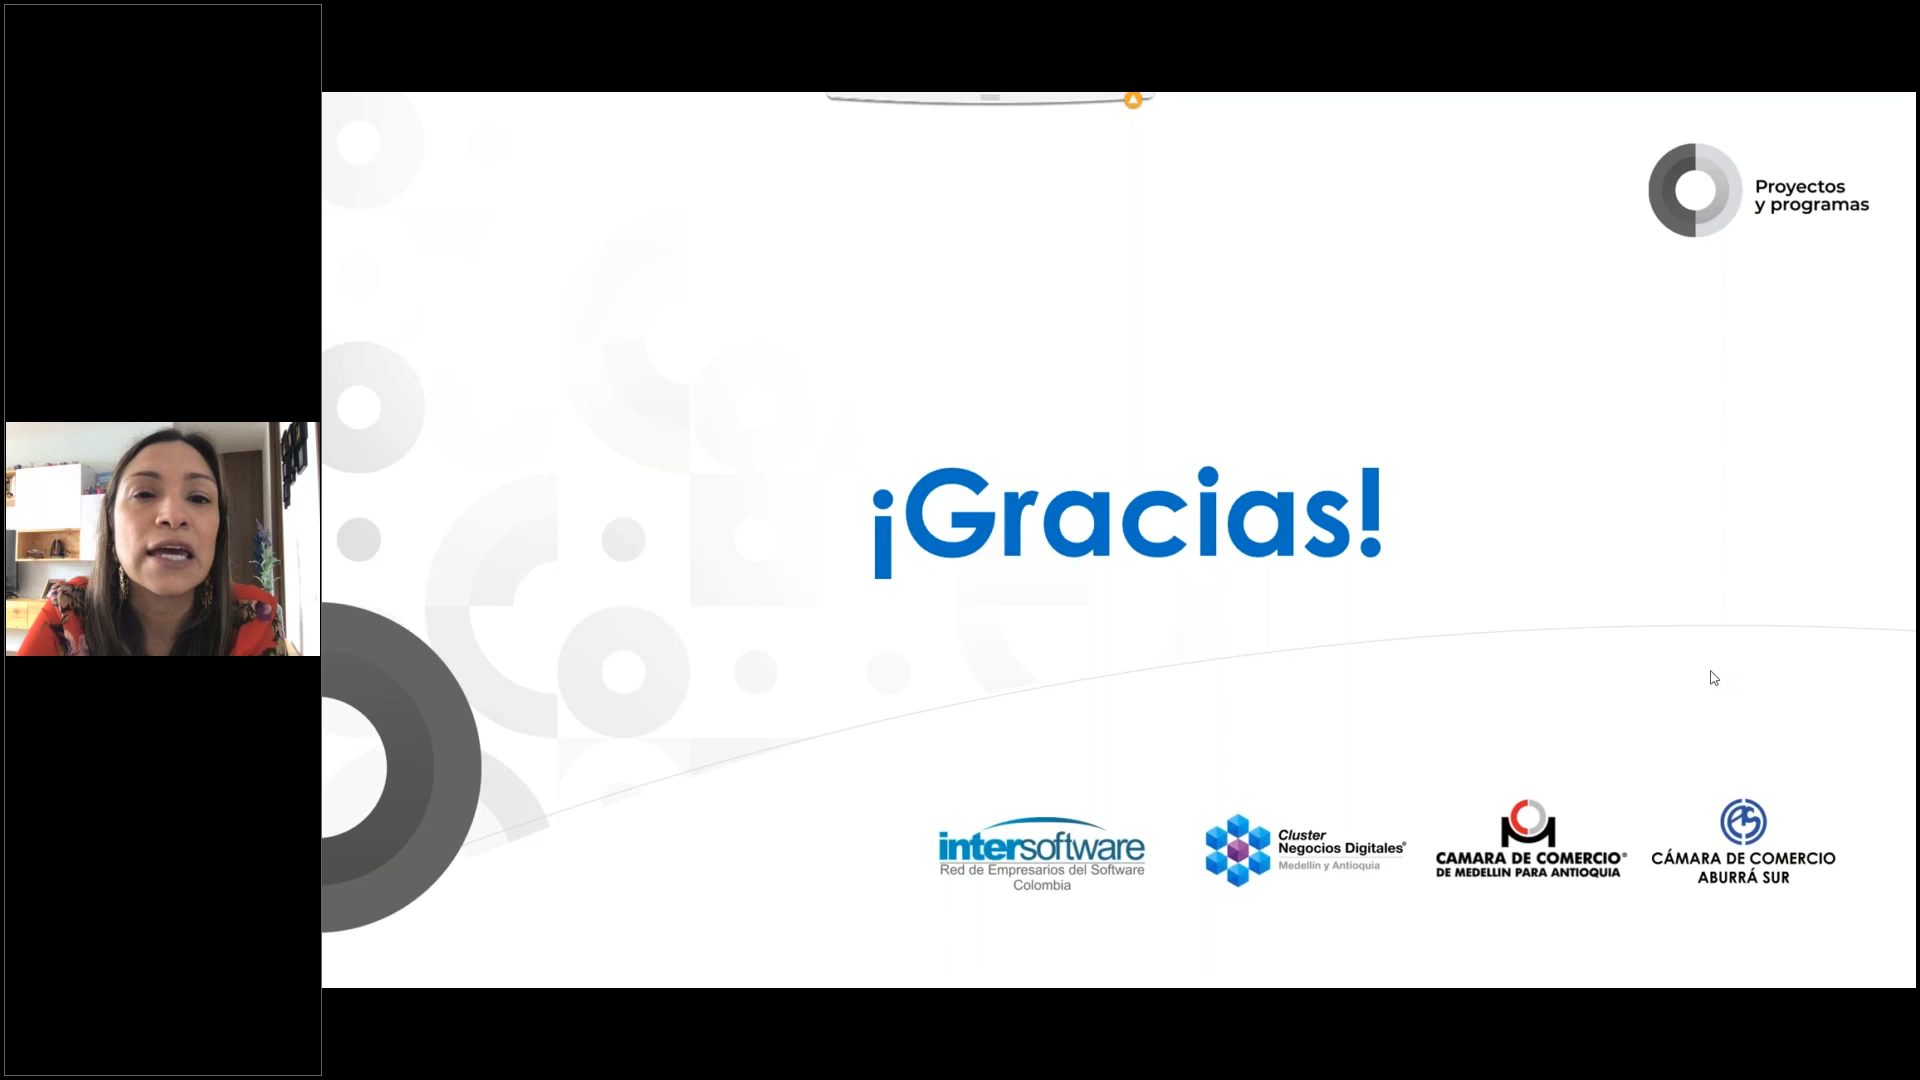 Proyectos
y programas
¡Gracias!
intersoftware
Red de Empresarios del Software
Colombia
Cluster
Negocios Digitales®
Medellín y Antioquia
CAMARA DE COMERCIO®
DE MEDELLIN PARA ANTIOQUIA
CÁMARA DE COMERCIO
ABURRÁ SUR